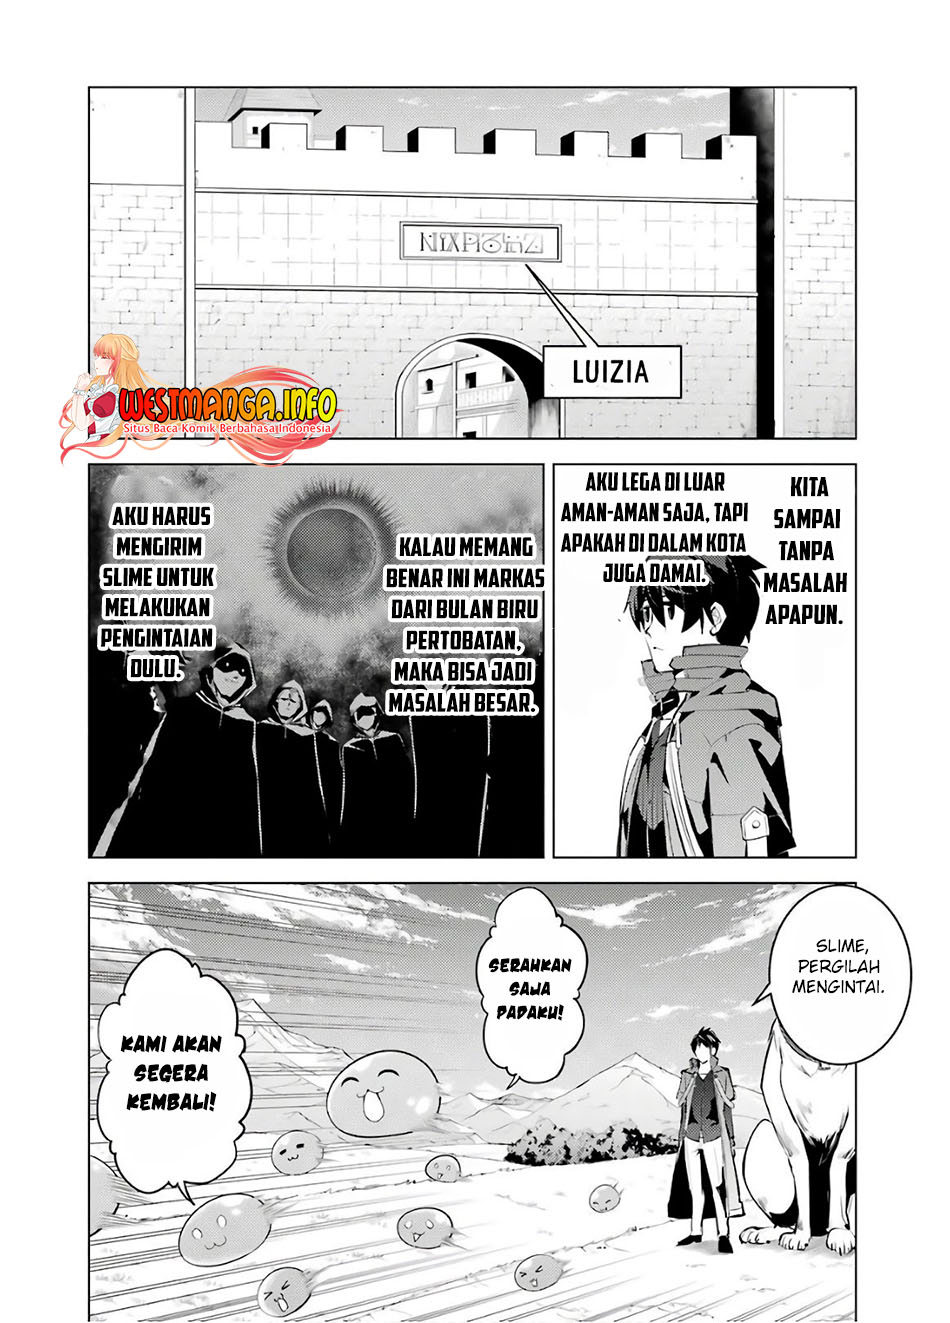 LUIZIA
WESTMANGA.INFO
Situs Baca Komik Berbahasa Indonesia
KITA
SAMPAI
TANPA
MASALAH
APAPUN.
AKU LEGA DI LUAR
AMAN-AMAN SAJA, TAPI
APAKAH DI DALAM KOTA
JUGA DAMAI.
KALAU MEMANG
BENAR INI MARKAS
DARI BULAN BIRU
PERTOBATAN,
MAKA BISA JADI
MASALAH BESAR.
AKU HARUS
MENGIRIM
SLIME UNTUK
MELAKUKAN
PENGINTAIAN
DULU.
SLIME,
PERGILAH
MENGINTAI.
SERAHKAN
SAJA
PADAKU!
KAMI AKAN
SEGERA
KEMBALI!